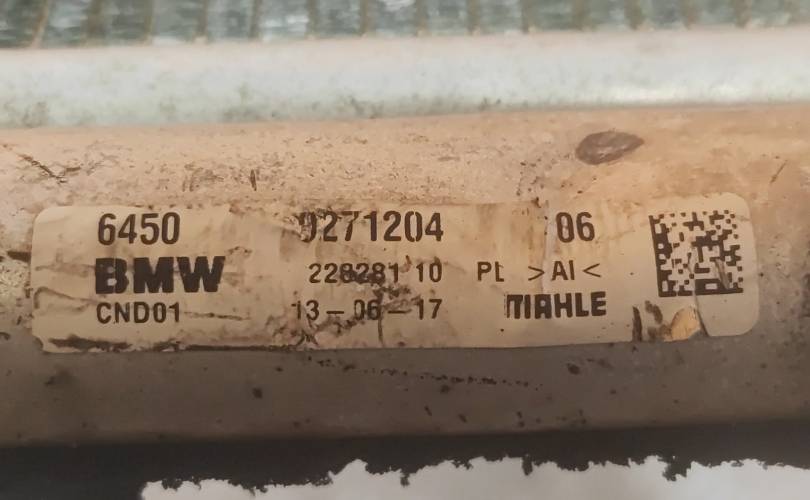 6450 9271204 06
BMW 228281 10 PL >Al<
CND01 13-06-17 MAHLE